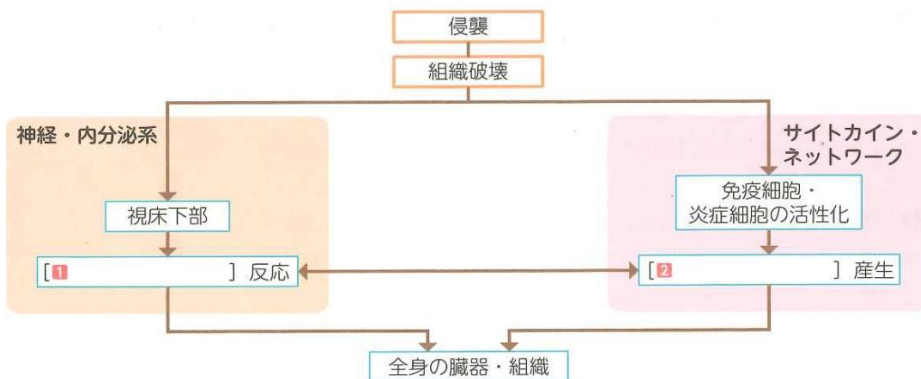 侵襲
組織破壊
神経・内分泌系
サイトカイン・
ネットワーク
視床下部
免疫細胞・
炎症細胞の活性化
[1 ] 反応
[2 ] 産生
全身の臓器・組織